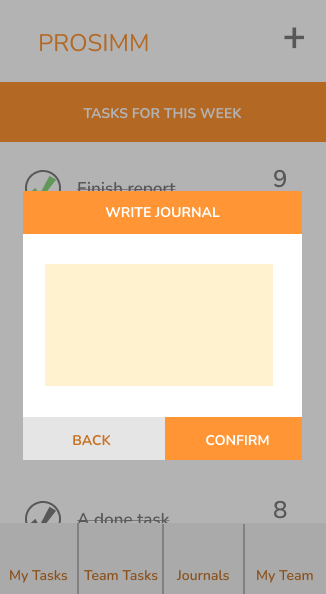 PROSIMM +
TASKS FOR THIS WEEK
Finish report 9
WRITE JOURNAL
BACK CONFIRM
A done task 8
My Tasks Team Tasks Journals My Team